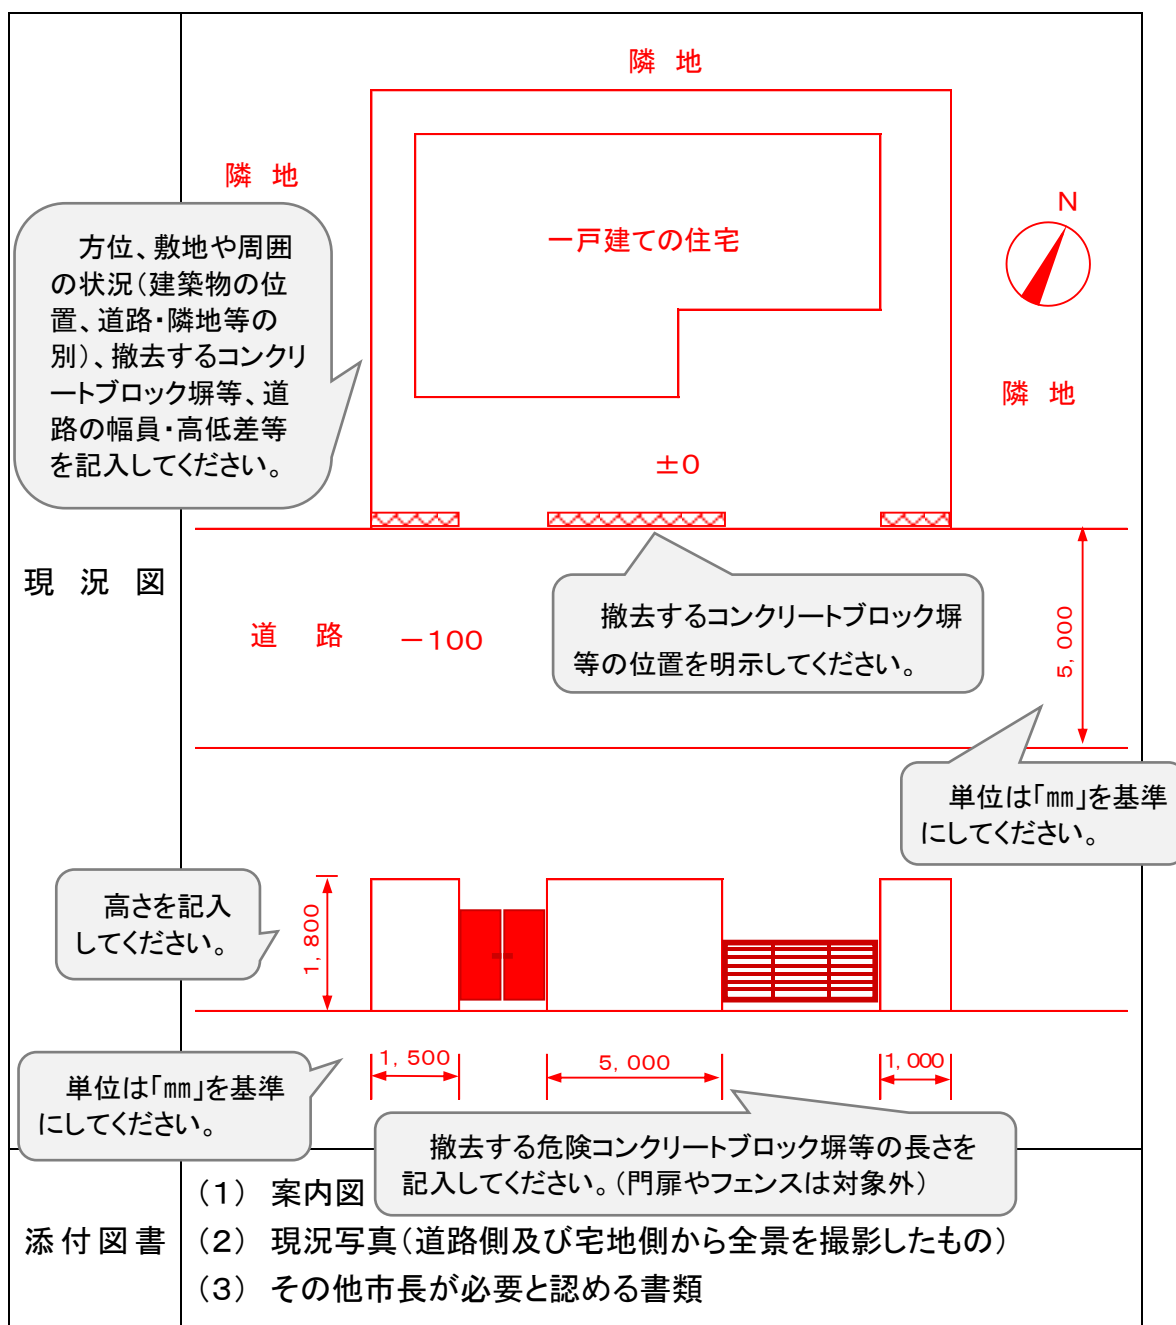 隣 地
隣 地
N
方位、敷地や周囲
の状況（建築物の位
置、道路・隣地等の
別）、撤去するコンクリ
ートブロック塀等、道
路の幅員・高低差等
を記入してください。
一戸建ての住宅
隣 地
±0
現 況 図
撤去するコンクリートブロック塀
等の位置を明示してください。
道 路 －100
5,000
単位は「㎜」を基準
にしてください。
高さを記入
してください。
1,800
1,500
5,000
1,000
単位は「㎜」を基準
にしてください。
撤去する危険コンクリートブロック塀等の長さを
記入してください。（門扉やフェンスは対象外）
添付図書
（1） 案内図
（2） 現況写真（道路側及び宅地側から全景を撮影したもの）
（3） その他市長が必要と認める書類